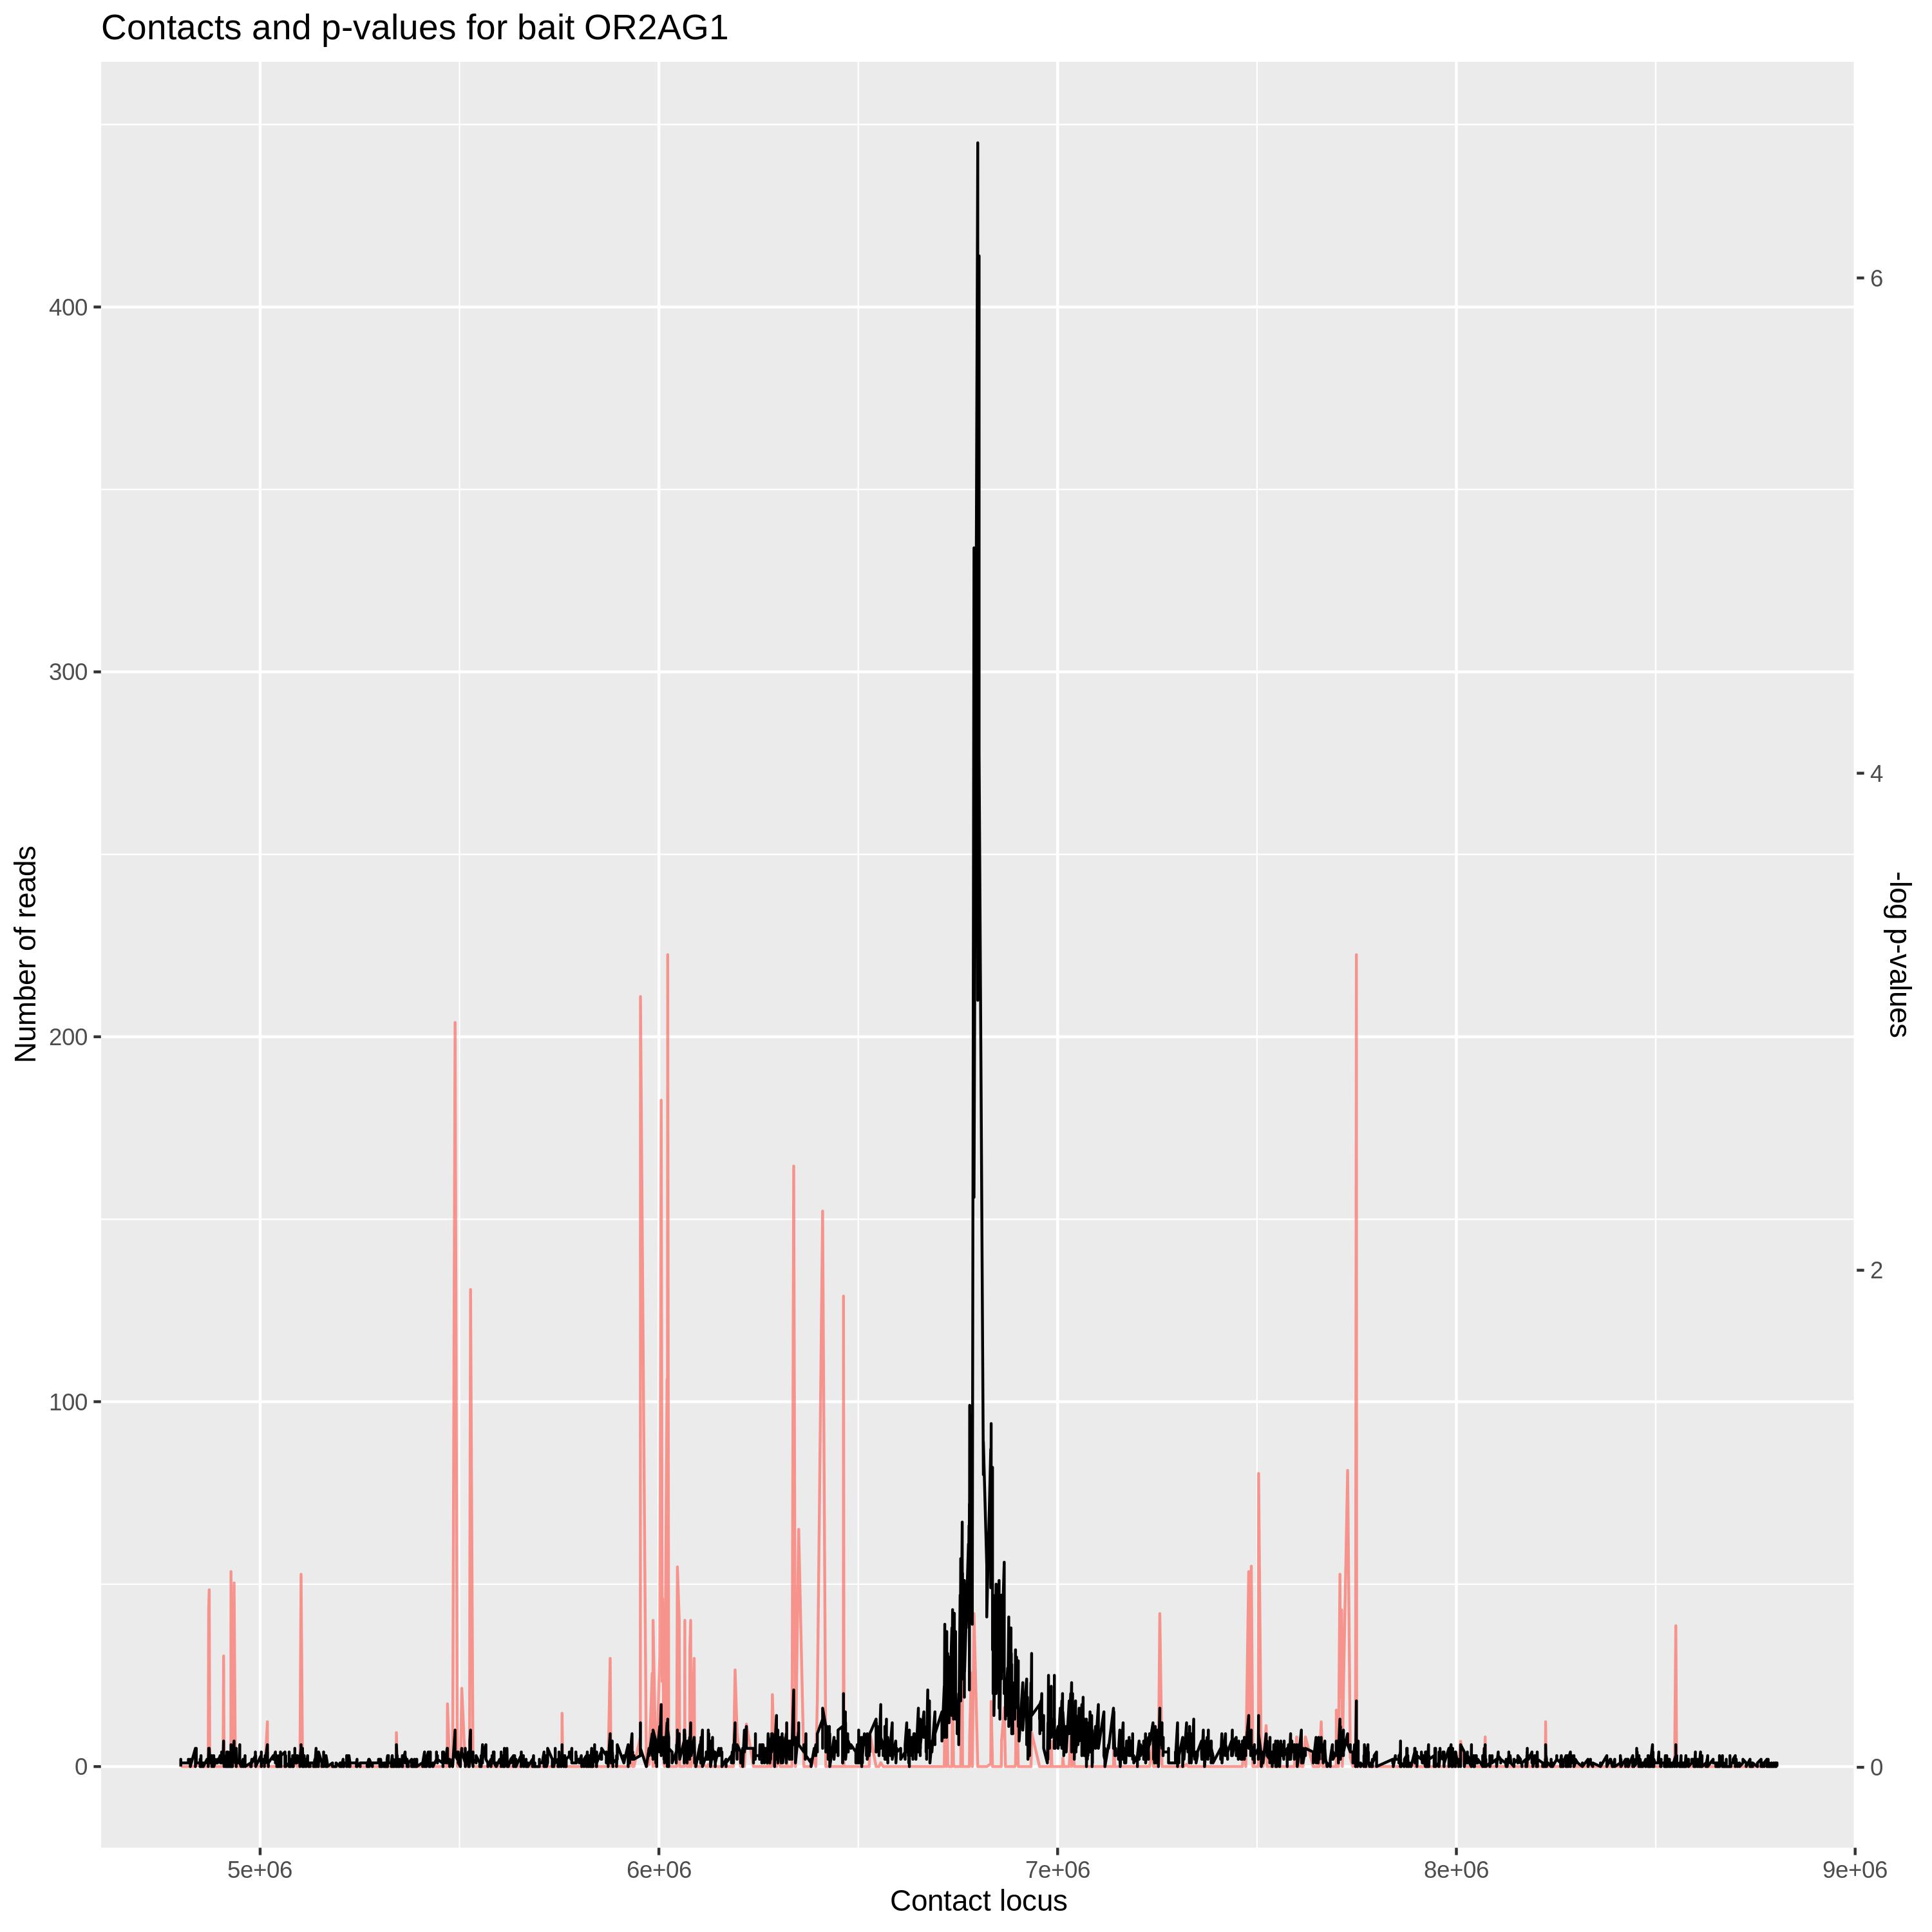 Contacts and p-values for bait OR2AG1
Number of reads
400
300
200
100
0
6
4
2
0
-log p-values
5e+06 6e+06 7e+06 8e+06 9e+06
Contact locus